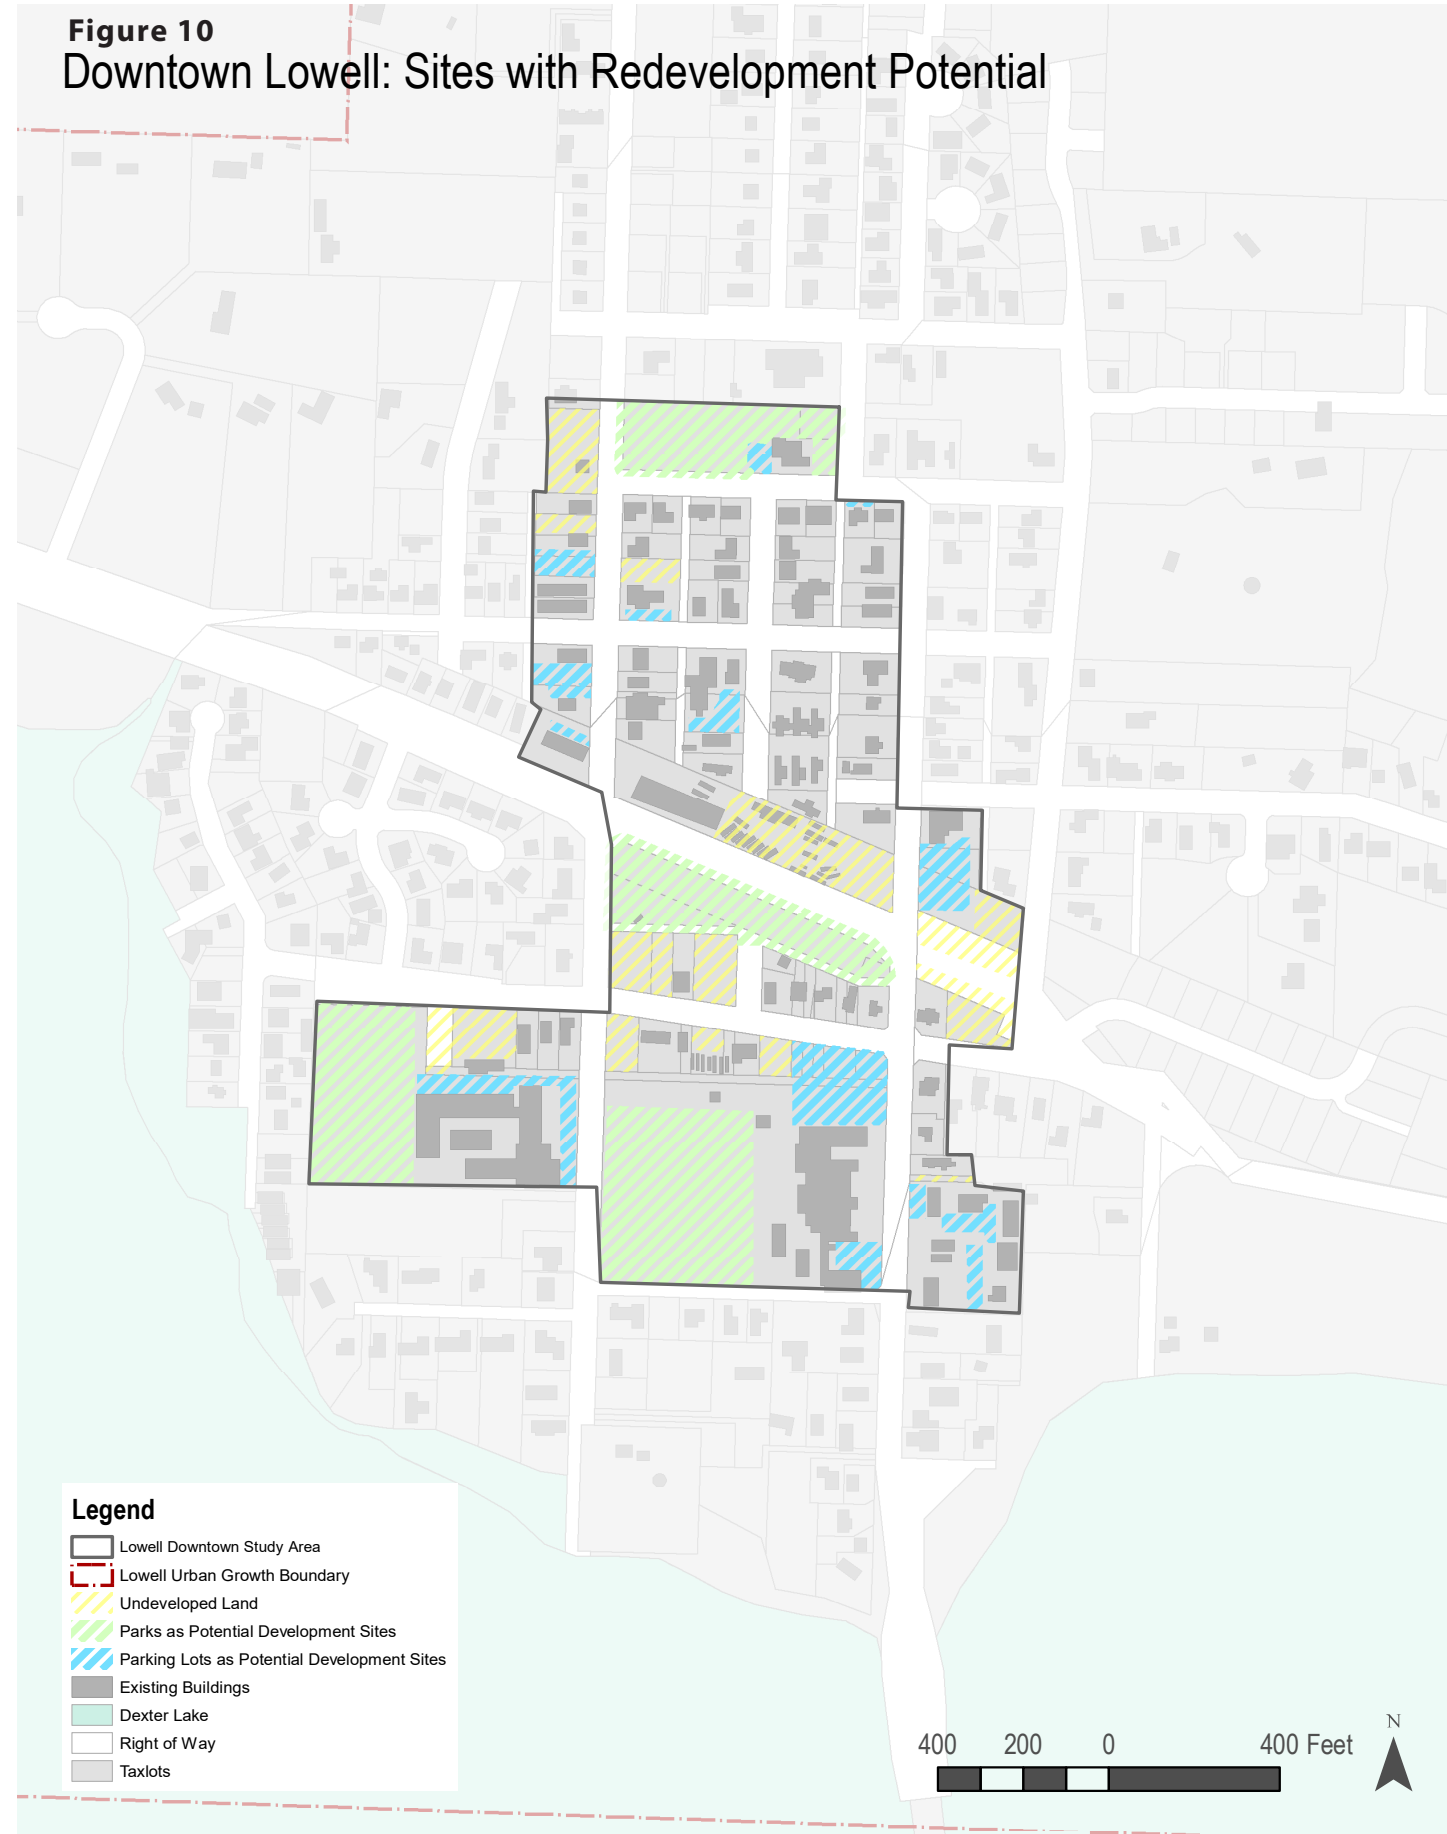 Figure 10
Downtown Lowell: Sites with Redevelopment Potential
Legend
Lowell Downtown Study Area
Lowell Urban Growth Boundary
Undeveloped Land
Parks as Potential Development Sites
Parking Lots as Potential Development Sites
Existing Buildings
Dexter Lake
Right of Way
Taxlots
400 200 0 400 Feet
N